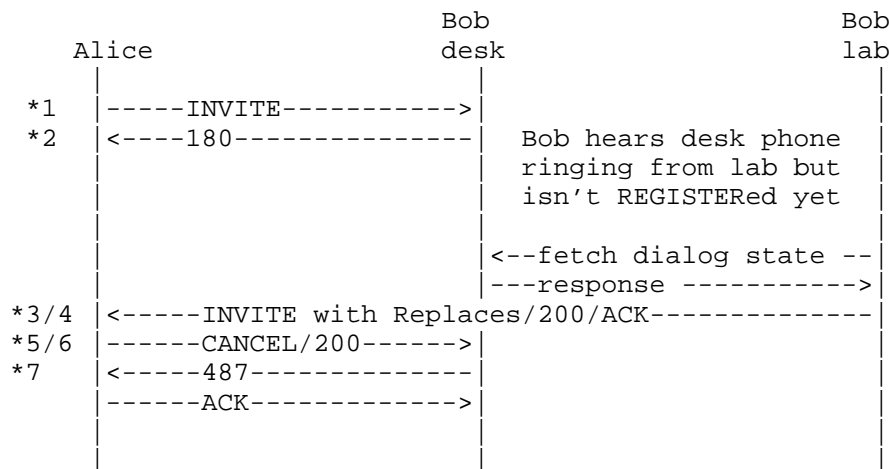 Bob Bob
Alice desk lab
| | |
*1 |-----INVITE----------->| |
*2 |<----180---------------| Bob hears desk phone |
| | ringing from lab but |
| | isn't REGISTERed yet |
| | |
| |<--fetch dialog state --|
| |---response ----------->|
*3/4 |<-----INVITE with Replaces/200/ACK--------------|
*5/6 |------CANCEL/200------>| |
*7 |<-----487--------------| |
|------ACK------------->| |
| | |
| | |